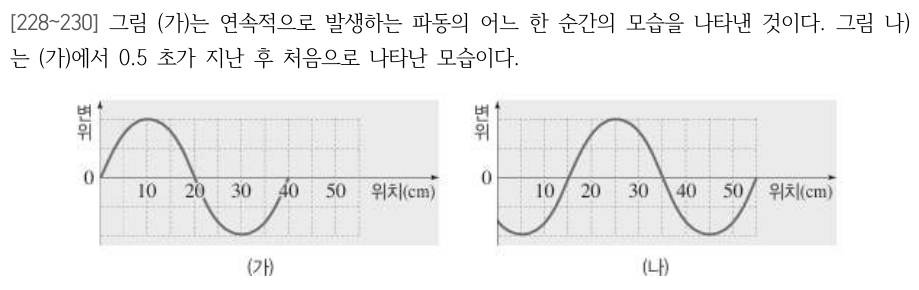 [228~230] 그림 (가)는 연속적으로 발생하는 파동의 어느 한 순간의 모습을 나타낸 것이다. 그림 나)
는 (가)에서 0.5 초가 지난 후 처음으로 나타난 모습이다.
변위
0
10 20 30 40 50 위치(cm)
(가)
변위
0
10 20 30 40 50 위치(cm)
(나)